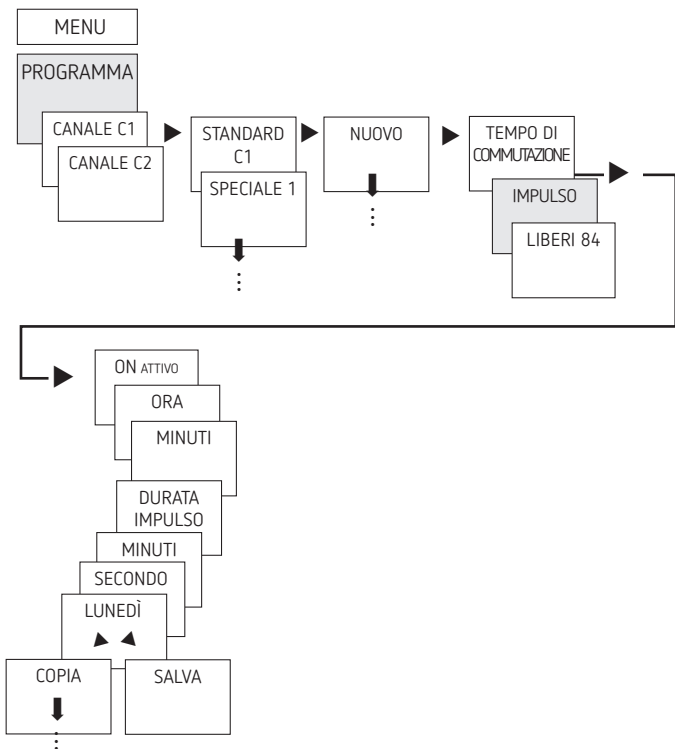 MENU
PROGRAMMA
CANALE C1
CANALE C2
STANDARD
C1
SPECIALE 1
NUOVO
TEMPO DI
COMMUTAZIONE
IMPULSO
LIBERI 84
ON ATTIVO
ORA
MINUTI
DURATA
IMPULSO
MINUTI
SECONDO
LUNEDÌ
COPIA
SALVA